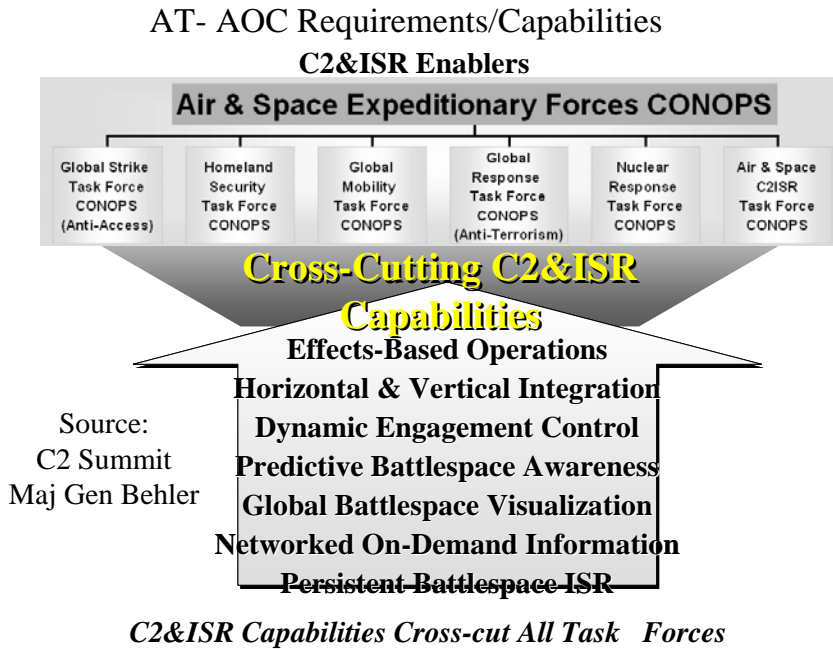 AT- AOC Requirements/Capabilities
C2&ISR Enablers
Air & Space Expeditionary Forces CONOPS
Global Strike
Task Force
CONOPS
(Anti-Access)
Homeland
Security
Task Force
CONOPS
Global
Mobility
Task Force
CONOPS
Global
Response
Task Force
CONOPS
(Anti-Terrorism)
Nuclear
Response
Task Force
CONOPS
Air & Space
C2ISR
Task Force
CONOPS
Cross-Cutting C2&ISR
Capabilities
Effects-Based Operations
Horizontal & Vertical Integration
Dynamic Engagement Control
Predictive Battlespace Awareness
Global Battlespace Visualization
Networked On-Demand Information
Persistent Battlespace ISR
Source:
C2 Summit
Maj Gen Behler
C2&ISR Capabilities Cross-cut All Task Forces